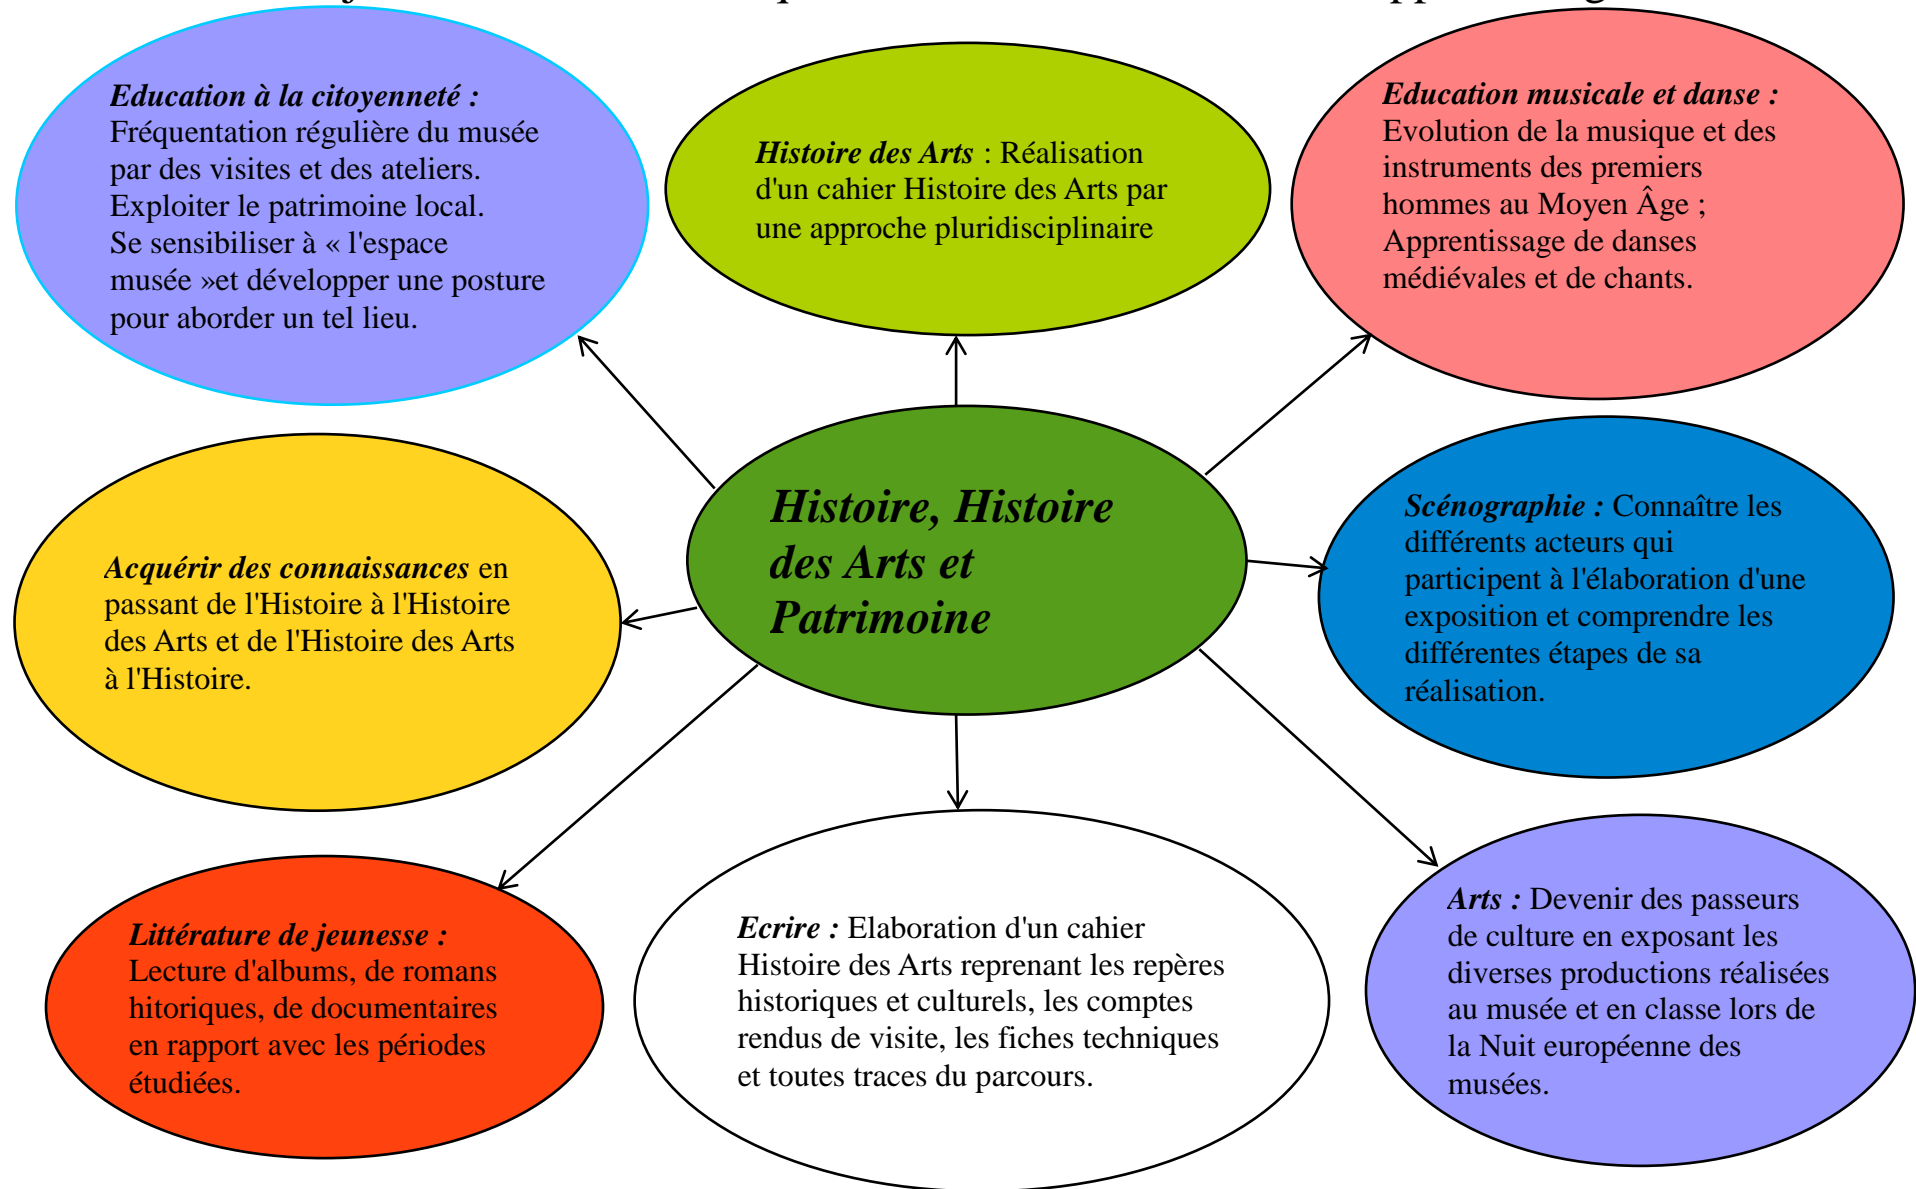 Education à la citoyenneté :
Fréquentation régulière du musée
par des visites et des ateliers.
Exploiter le patrimoine local.
Se sensibiliser à « l'espace
musée »et développer une posture
pour aborder un tel lieu.
Histoire des Arts : Réalisation
d'un cahier Histoire des Arts par
une approche pluridisciplinaire
Education musicale et danse :
Evolution de la musique et des
instruments des premiers
hommes au Moyen Âge ;
Apprentissage de danses
médiévales et de chants.
Acquérir des connaissances en
passant de l'Histoire à l'Histoire
des Arts et de l'Histoire des Arts
à l'Histoire.
Histoire, Histoire
des Arts et
Patrimoine
Scénographie : Connaître les
différents acteurs qui
participent à l'élaboration d'une
exposition et comprendre les
différentes étapes de sa
réalisation.
Littérature de jeunesse :
Lecture d'albums, de romans
hitoriques, de documentaires
en rapport avec les périodes
étudiées.
Ecrire : Elaboration d'un cahier
Histoire des Arts reprenant les repères
historiques et culturels, les comptes
rendus de visite, les fiches techniques
et toutes traces du parcours.
Arts : Devenir des passeurs
de culture en exposant les
diverses productions réalisées
au musée et en classe lors de
la Nuit européenne des
musées.